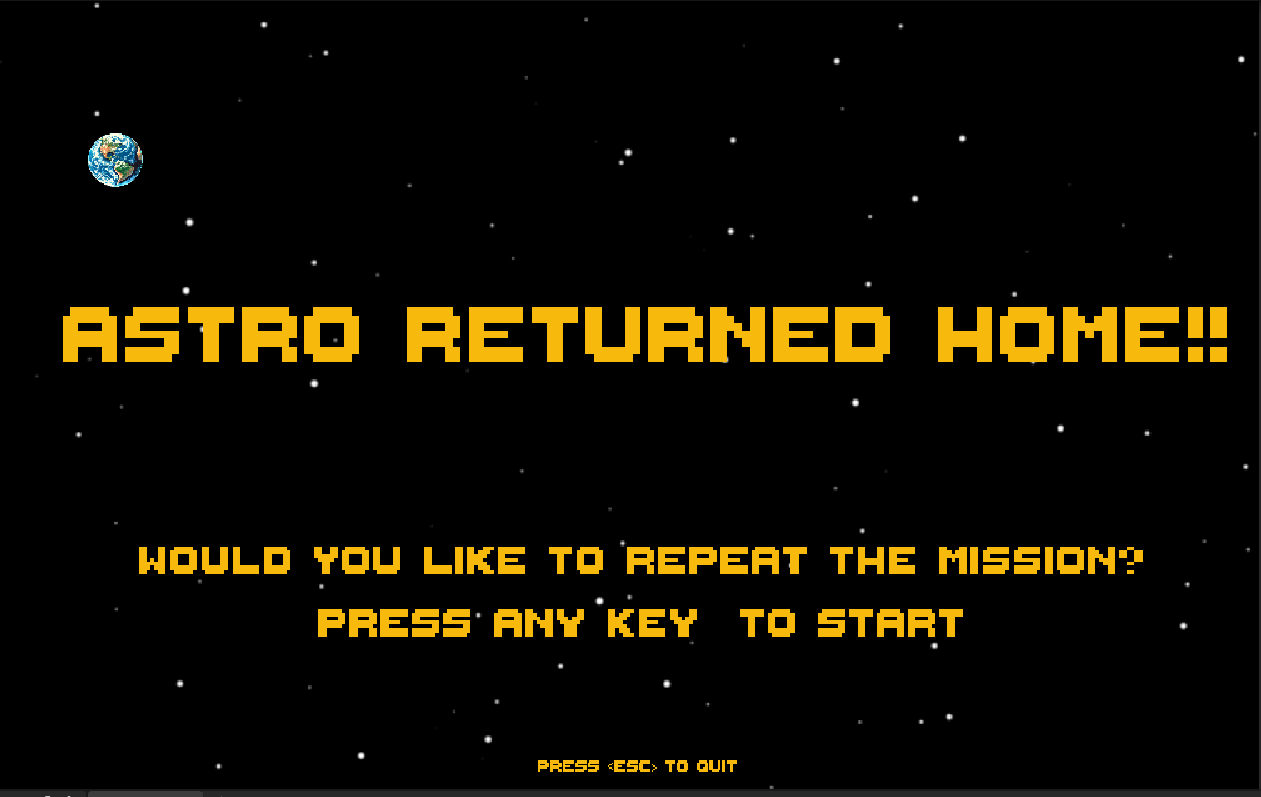 ASTRO RETURNED HOME!!
WOULD YOU LIKE TO REPEAT THE MISSION?
PRESS ANY KEY  TO START
PRESS <ESC> TO QUIT